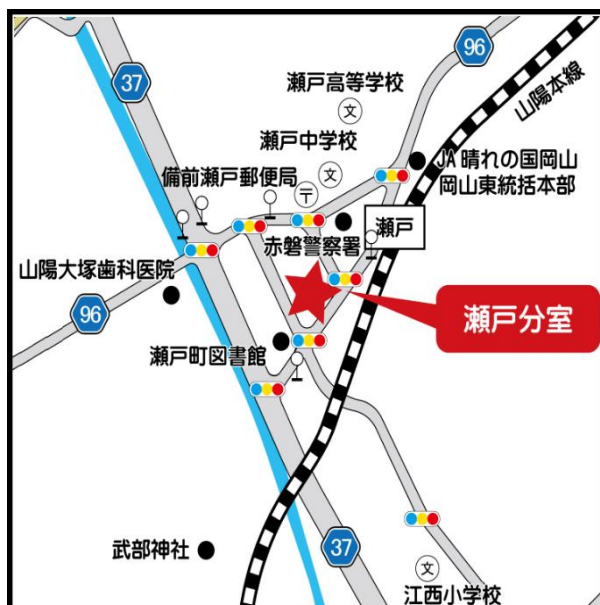 96
37
瀬戸高等学校
山陽本線
文
瀬戸中学校
JA晴れの国岡山
岡山東統括本部
備前瀬戸郵便局
文
〒
赤磐警察署
瀬戸
山陽大塚歯科医院
96
瀬戸分室
瀬戸町図書館
武部神社
37
文
江西小学校